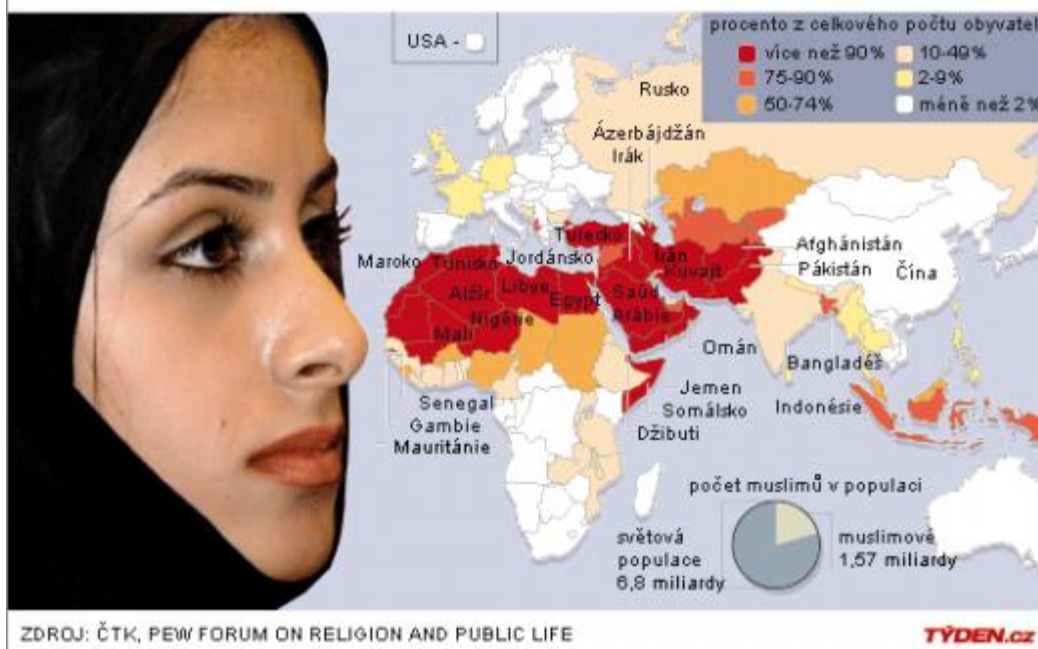 USA -
procento z celkového počtu obyvatel
více než 90%
75-90%
50-74%
10-49%
2-9%
méně než 2%
Rusko
Ázerbájdžán
Irák
Turecko
Jordánsko
Maroko
Tunisko
Alžír
Libye
Egypt
Mali
Nigérie
Írán
Kuvajt
Saúd.
Arábie
Afghánistán
Pákistán
Čína
Omán
Bangladéš
Indonésie
Jemen
Somálsko
Džibuti
Senegal
Gambie
Mauritánie
počet muslimů v populaci
světová
populace
6,8 miliardy
muslimové
1,57 miliardy
ZDROJ: ČTK, PEW FORUM ON RELIGION AND PUBLIC LIFE
TÝDEN.cz